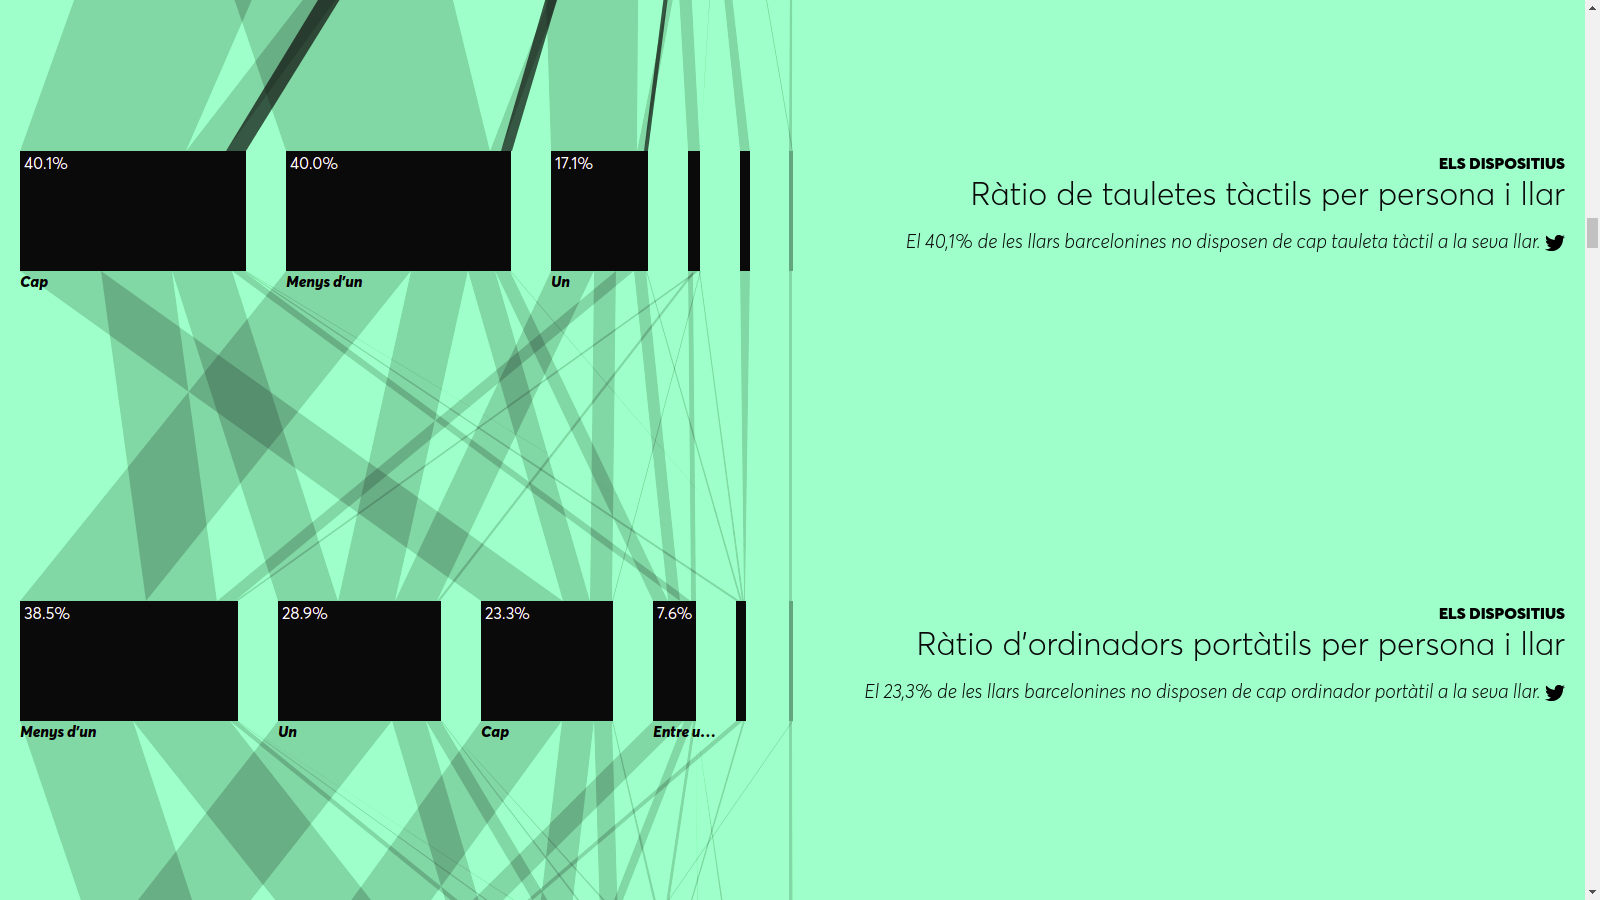 40.1%
40.0%
17.1%
Cap
Menys d'un
Un
ELS DISPOSITIUS
Ràtio de tauletes tàctils per persona i llar
El 40,1% de les llars barcelonines no disposen de cap tauleta tàctil a la seva llar.
38.5%
28.9%
23.3%
7.6%
Menys d'un
Un
Cap
Entre u...
ELS DISPOSITIUS
Ràtio d'ordinadors portàtils per persona i llar
El 23,3% de les llars barcelonines no disposen de cap ordinador portàtil a la seva llar.